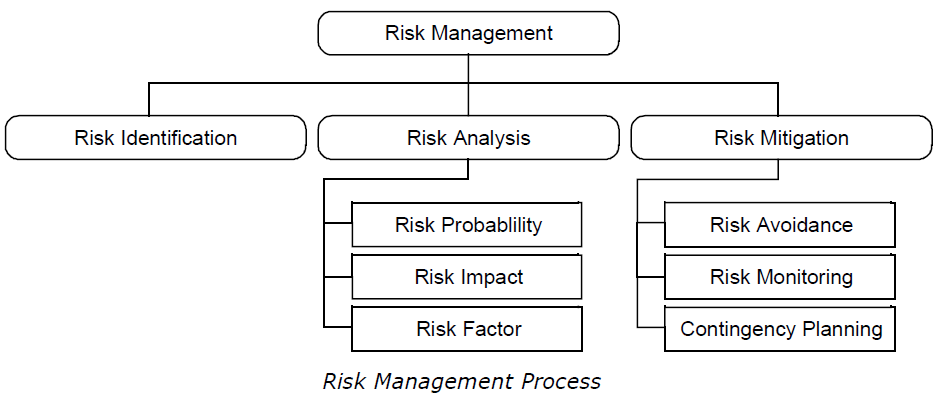 Risk Management
Risk Identification
Risk Analysis
Risk Mitigation
Risk Probablility
Risk Impact
Risk Factor
Risk Avoidance
Risk Monitoring
Contingency Planning
Risk Management Process